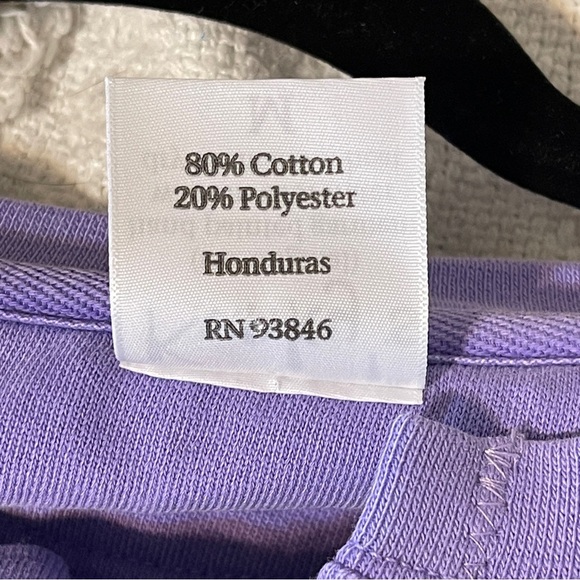 80% Cotton
20% Polyester
Honduras
RN 93846